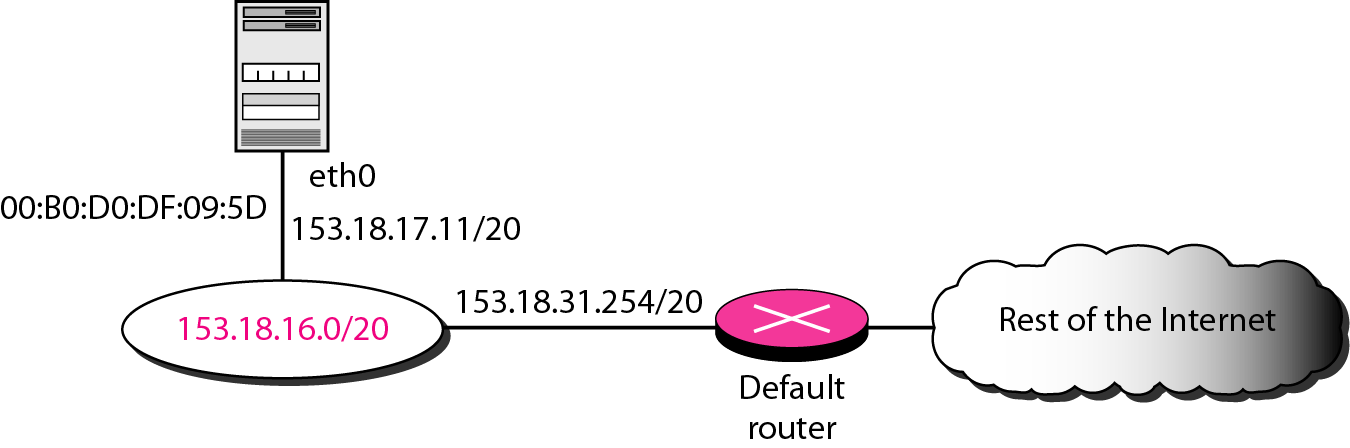 eth0
00:B0:D0:DF:09:5D
153.18.17.11/20
153.18.31.254/20
153.18.16.0/20
Rest of the Internet
Default
router